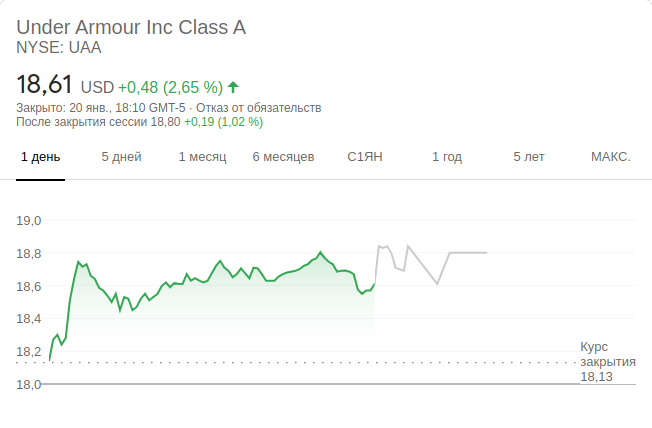 Under Armour Inc Class A
NYSE: UAA
18,61 USD +0,48 (2,65 %)
Закрыто: 20 янв., 18:10 GMT-5 · Отказ от обязательств
После закрытия сессии 18,80 +0,19 (1,02 %)
1 день 5 дней 1 месяц 6 месяцев С1ЯН 1 год 5 лет МАКС.
19,0
18,8
18,6
18,4
18,2
18,0
Курс
закрытия
18,13